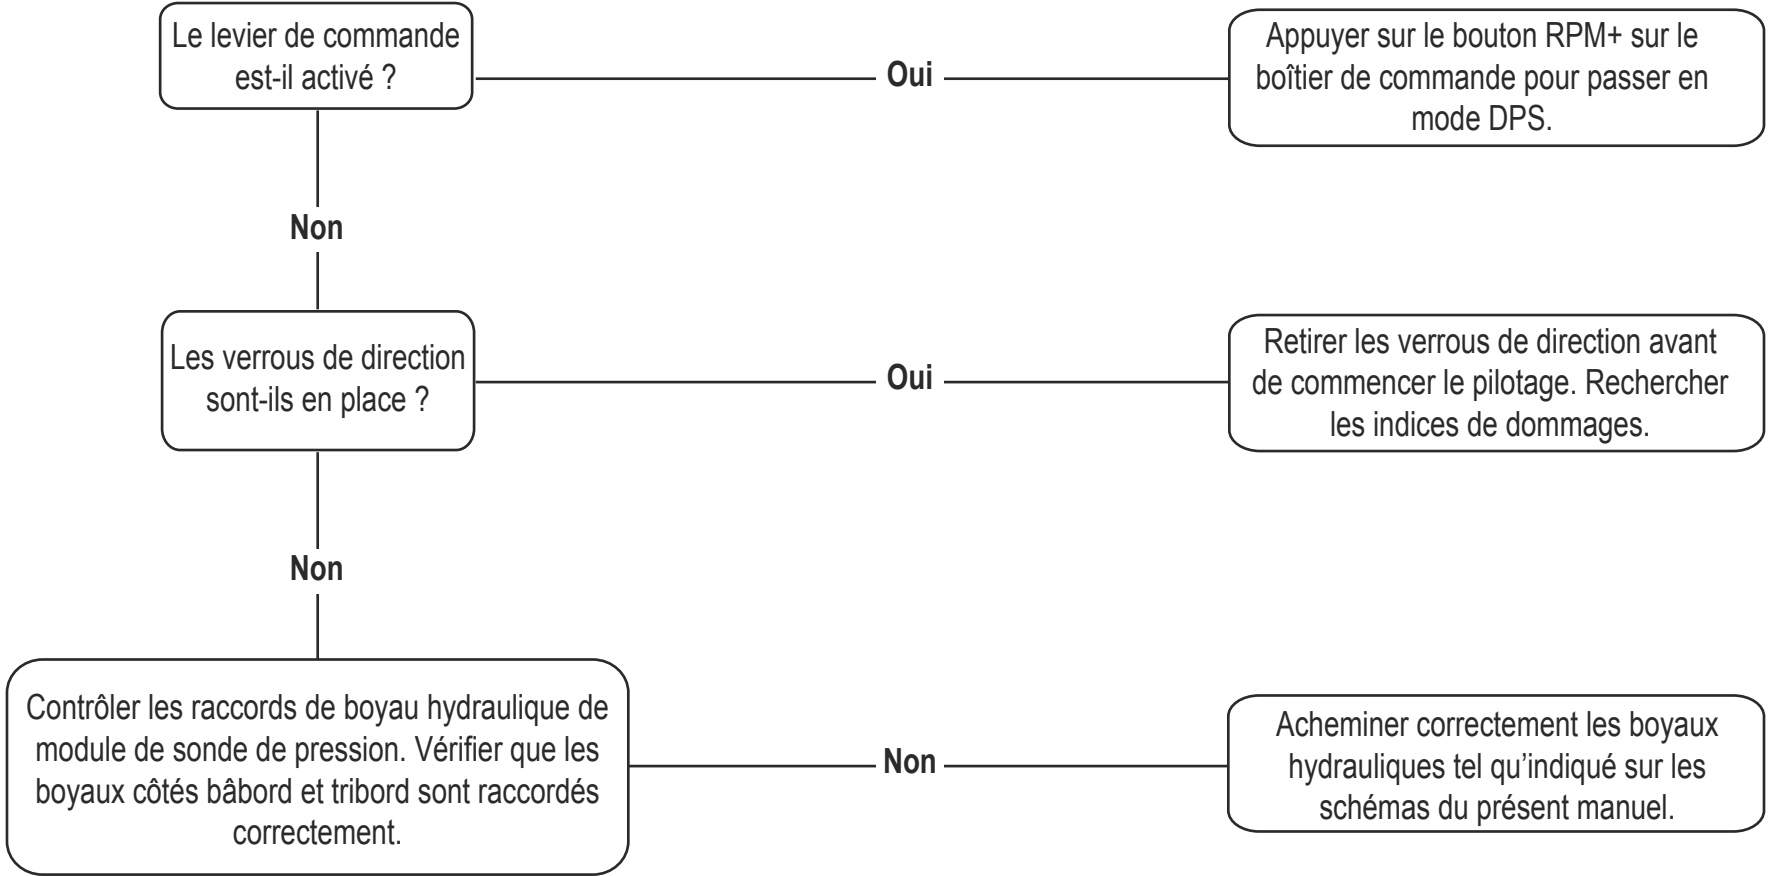 Le levier de commande
est-il activé ?
Oui
Appuyer sur le bouton RPM+ sur le
boîtier de commande pour passer en
mode DPS.
Non
Les verrous de direction
sont-ils en place ?
Oui
Retirer les verrous de direction avant
de commencer le pilotage. Rechercher
les indices de dommages.
Non
Contrôler les raccords de boyau hydraulique de
module de sonde de pression. Vérifier que les
boyaux côtés bâbord et tribord sont raccordés
correctement.
Non
Acheminer correctement les boyaux
hydrauliques tel qu’indiqué sur les
schémas du présent manuel.